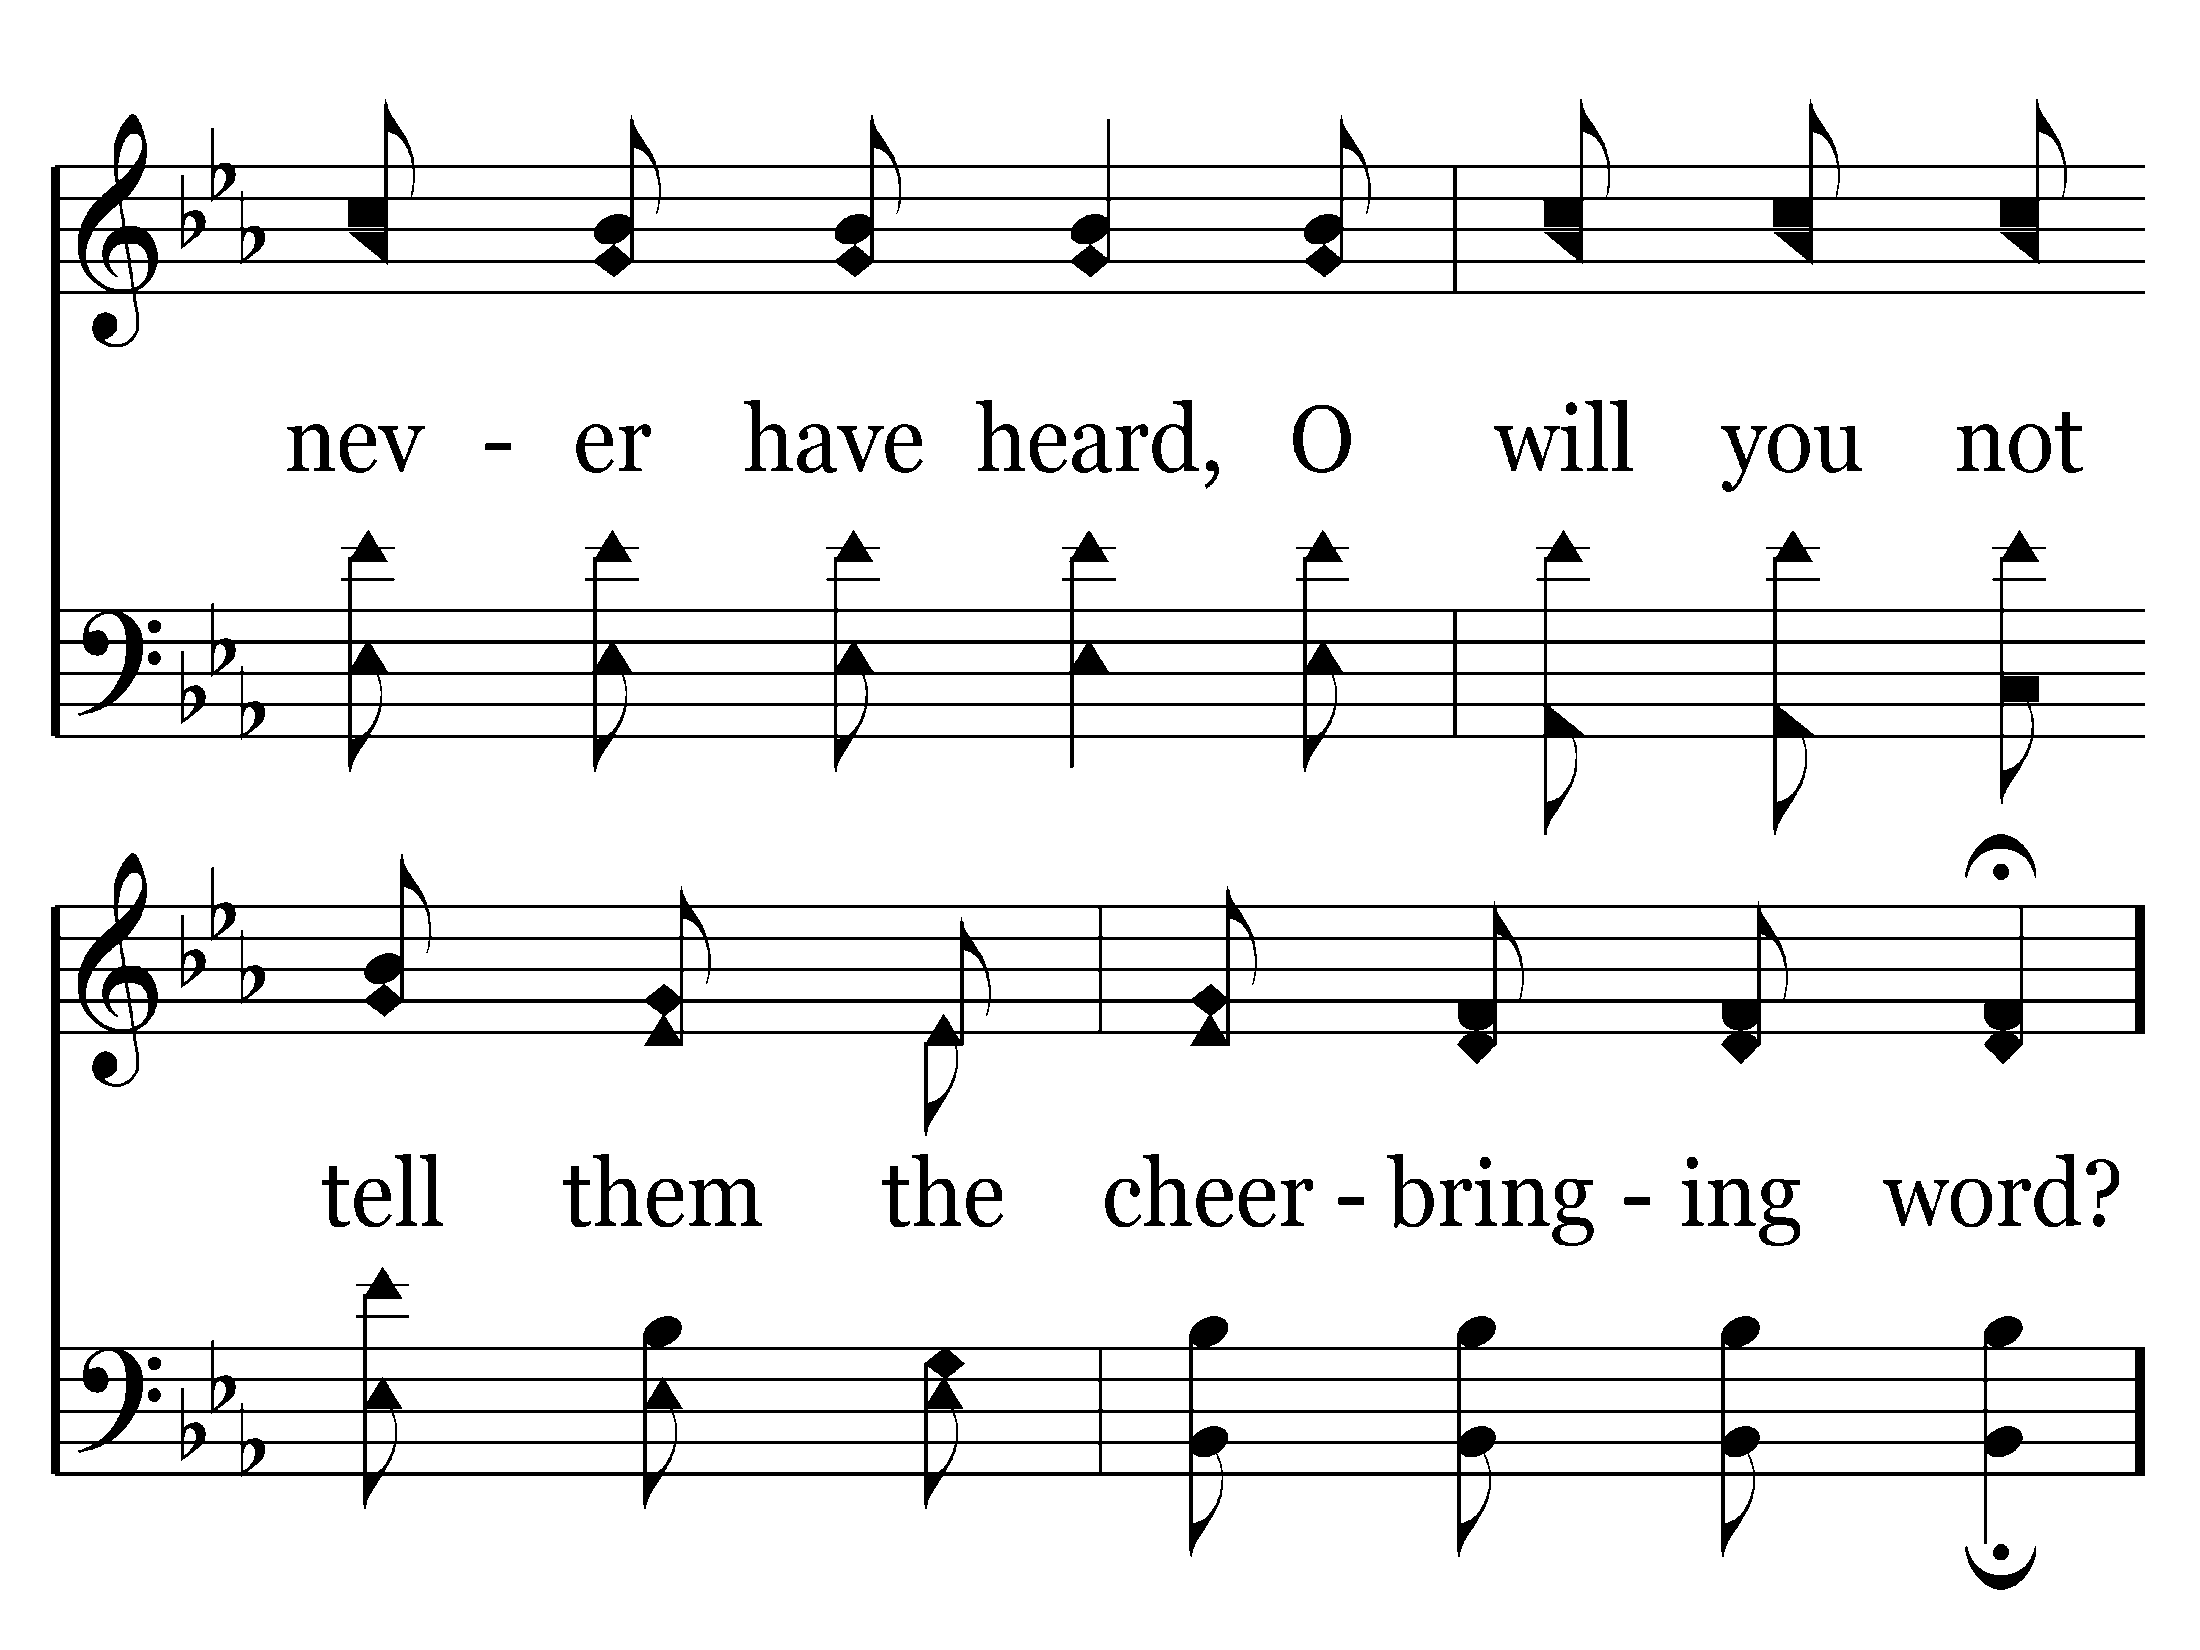 nev - er have heard, O will you not
tell them the cheer - bring - ing word?